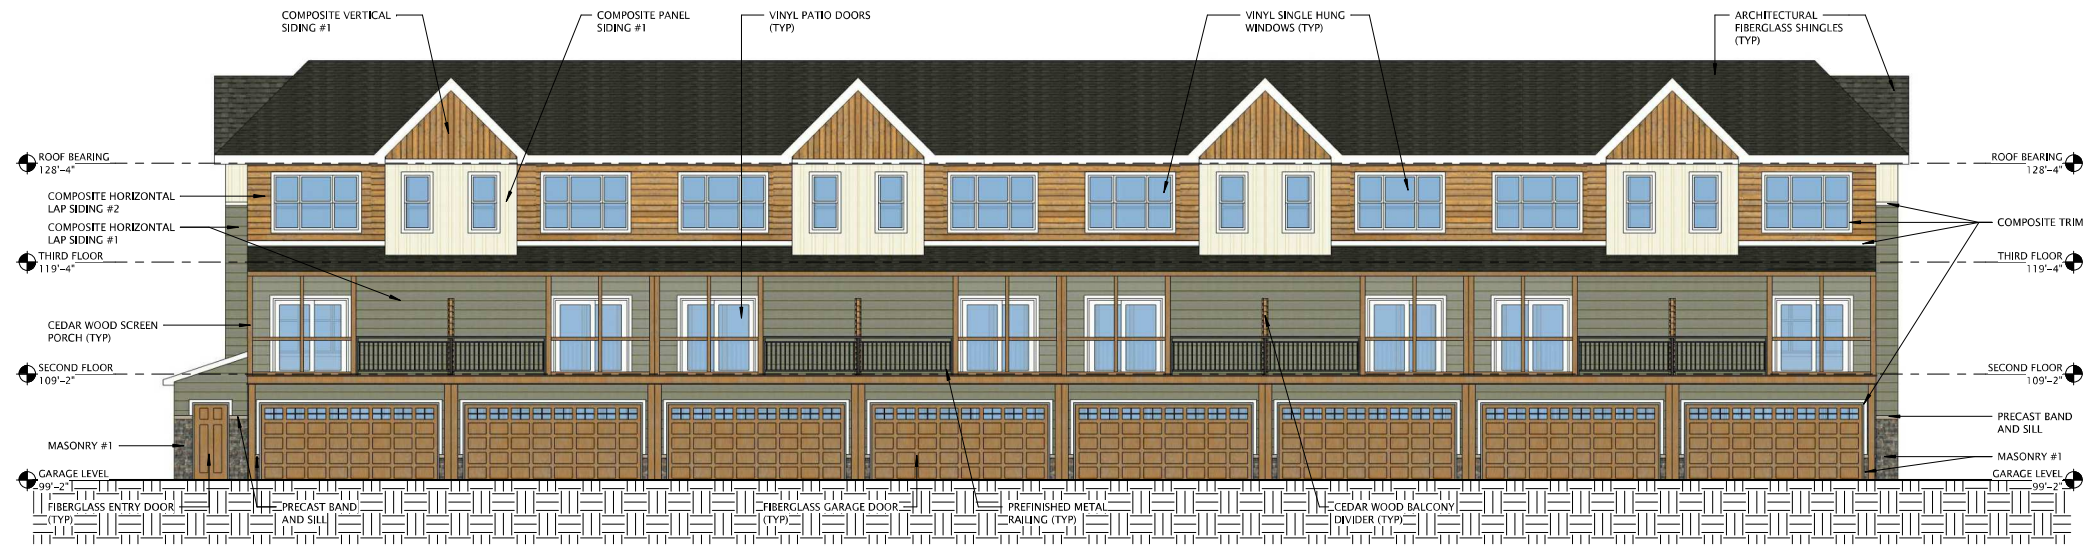 COMPOSITE VERTICAL
SIDING #1
COMPOSITE PANEL
SIDING #1
VINYL PATIO DOORS
(TYP)
VINYL SINGLE HUNG
WINDOWS (TYP)
ARCHITECTURAL
FIBERGLASS SHINGLES
(TYP)
ROOF BEARING
128'-4"
ROOF BEARING
128'-4"
COMPOSITE HORIZONTAL
LAP SIDING #2
COMPOSITE HORIZONTAL
LAP SIDING #1
COMPOSITE TRIM
THIRD FLOOR
119'-4"
THIRD FLOOR
119'-4"
CEDAR WOOD SCREEN
PORCH (TYP)
SECOND FLOOR
109'-2"
SECOND FLOOR
109'-2"
PRECAST BAND
AND SILL
MASONRY #1
MASONRY #1
GARAGE LEVEL
99'-2"
GARAGE LEVEL
99'-2"
FIBERGLASS ENTRY DOOR
(TYP)
PRECAST BAND
AND SILL
FIBERGLASS GARAGE DOOR
(TYP)
PREFINISHED METAL
RAILING (TYP)
CEDAR WOOD BALCONY
DIVIDER (TYP)